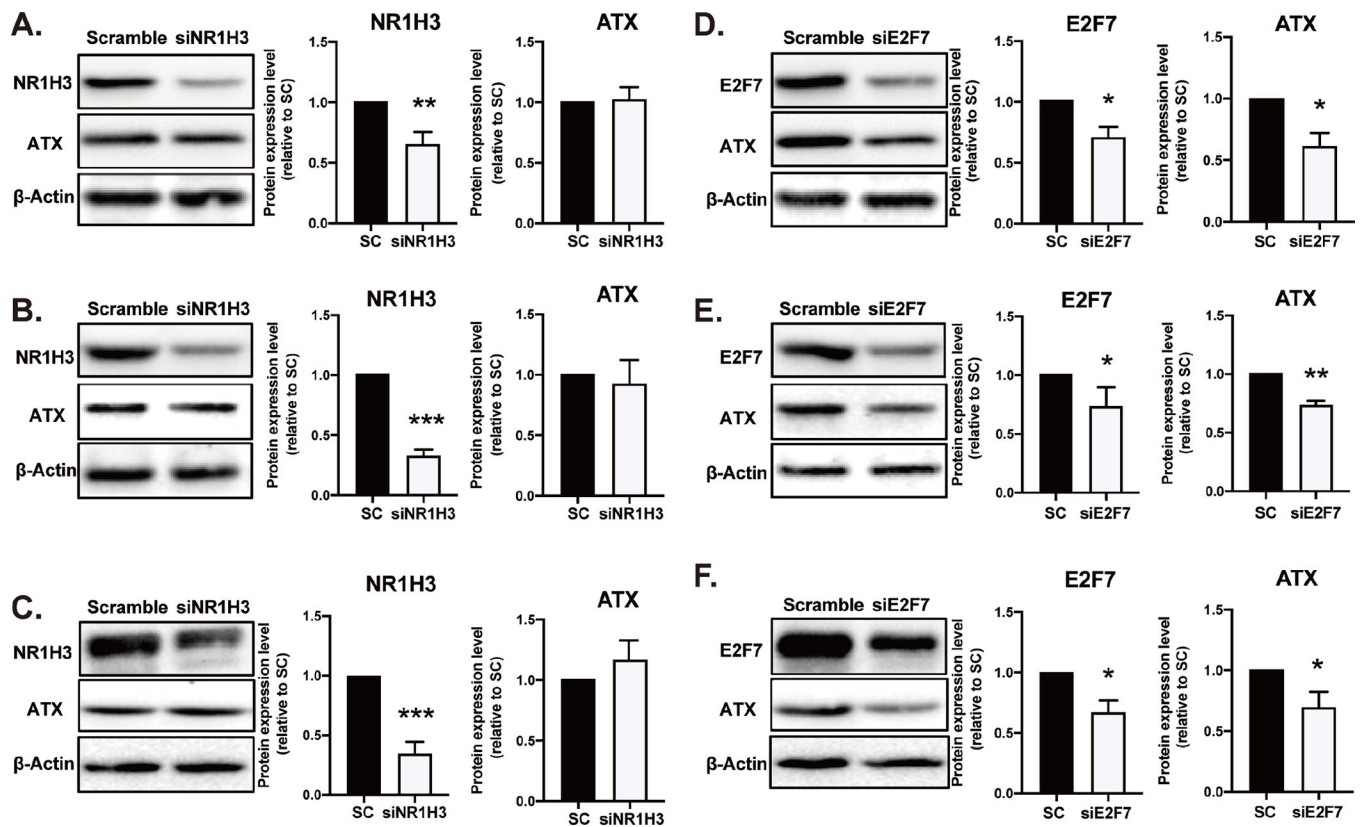 A.
Scramble siNR1H3
NR1H3
ATX
β-Actin
NR1H3
Protein expression level
(relative to SC)
1.5
1.0
0.5
0.0
**
SC siNR1H3
ATX
Protein expression level
(relative to SC)
1.5
1.0
0.5
0.0
SC siNR1H3
D.
Scramble siE2F7
E2F7
ATX
β-Actin
E2F7
Protein expression level
(relative to SC)
1.5
1.0
0.5
0.0
*
SC siE2F7
ATX
Protein expression level
(relative to SC)
1.5
1.0
0.5
0.0
*
SC siE2F7
B.
Scramble siNR1H3
NR1H3
ATX
β-Actin
NR1H3
Protein expression level
(relative to SC)
1.5
1.0
0.5
0.0
***
SC siNR1H3
ATX
Protein expression level
(relative to SC)
1.5
1.0
0.5
0.0
SC siNR1H3
E.
Scramble siE2F7
E2F7
ATX
β-Actin
E2F7
Protein expression level
(relative to SC)
1.5
1.0
0.5
0.0
*
SC siE2F7
ATX
Protein expression level
(relative to SC)
1.5
1.0
0.5
0.0
**
SC siE2F7
C.
Scramble siNR1H3
NR1H3
ATX
β-Actin
NR1H3
Protein expression level
(relative to SC)
1.5
1.0
0.5
0.0
***
SC siNR1H3
ATX
Protein expression level
(relative to SC)
1.5
1.0
0.5
0.0
SC siNR1H3
F.
Scramble siE2F7
E2F7
ATX
β-Actin
E2F7
Protein expression level
(relative to SC)
1.5
1.0
0.5
0.0
*
SC siE2F7
ATX
Protein expression level
(relative to SC)
1.5
1.0
0.5
0.0
*
SC siE2F7